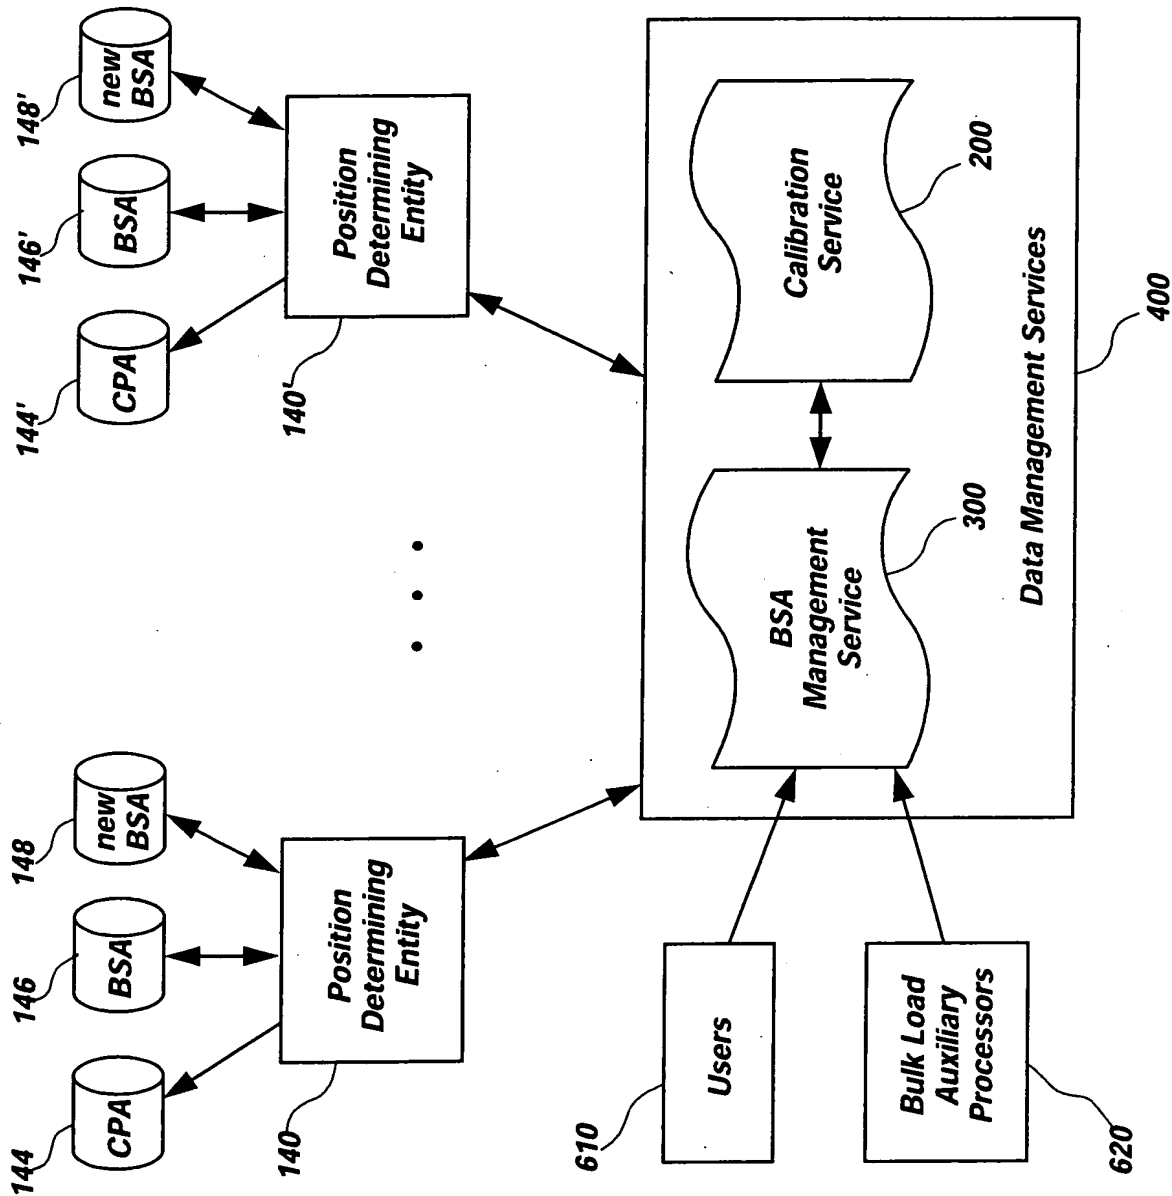 144
CPA
146
BSA
148
new
BSA
144'
CPA
146'
BSA
148'
new
BSA
140
Position
Determining
Entity
140'
Position
Determining
Entity
• • •
610
Users
620
Bulk Load
Auxiliary
Processors
BSA
Management
Service
300
Calibration
Service
200
Data Management Services
400